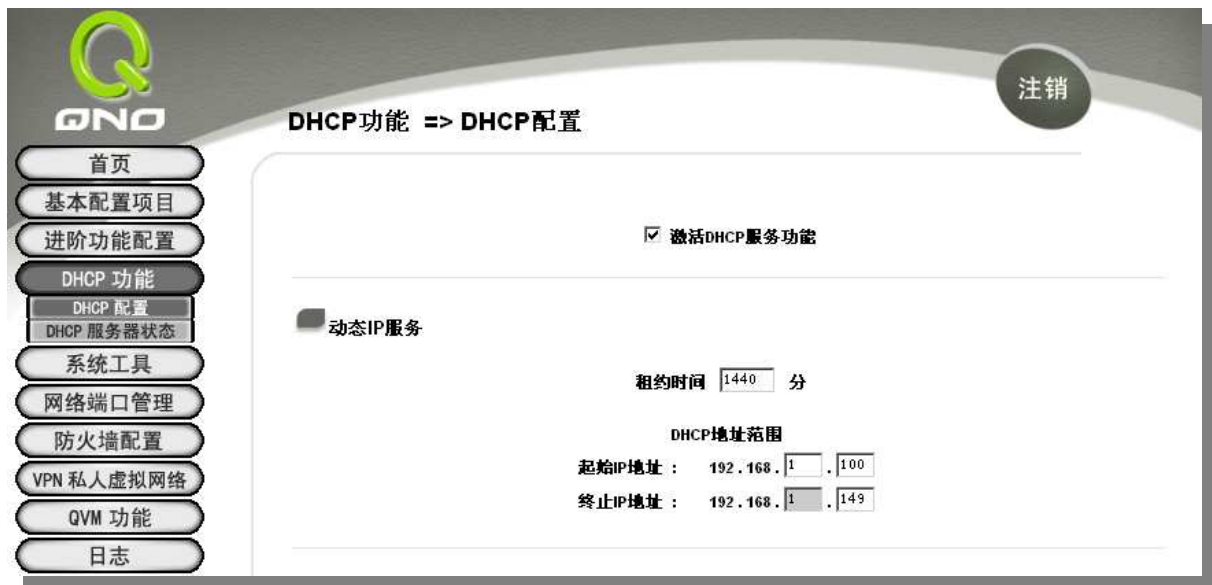 QNO
注销
DHCP功能 => DHCP配置
首页
基本配置项目
进阶功能配置
DHCP 功能
DHCP 配置
DHCP 服务器状态
系统工具
网络端口管理
防火墙配置
VPN 私人虚拟网络
QVM 功能
日志
激活DHCP服务功能
动态IP服务
租约时间 1440 分
DHCP地址范围
起始IP地址 : 192.168.1 .100
终止IP地址 : 192.168.1 .149